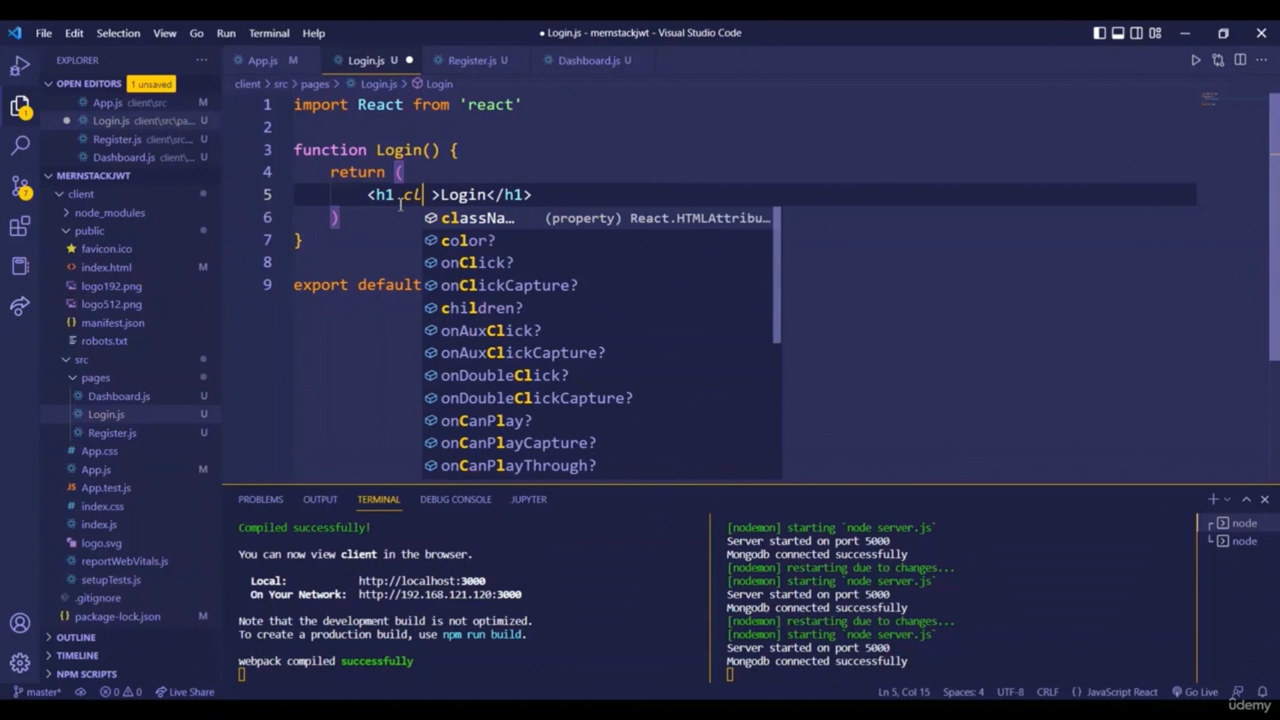 File Edit Selection View Go Run Terminal Help
● Login.js - mernstackjwt - Visual Studio Code
EXPLORER ...
App.js M
Login.js U ●
Register.js U
Dashboard.js U
OPEN EDITORS 1 unsaved
App.js client\src M
● Login.js client\src\pa... U
Register.js client\src... U
Dashboard.js client\... U
MERNSTACKJWT
client
node_modules
public
favicon.ico
index.html M
logo192.png
logo512.png
manifest.json
robots.txt
src
pages
Dashboard.js U
Login.js U
Register.js U
App.css
App.js M
App.test.js
index.css
index.js
logo.svg
reportWebVitals.js
setupTests.js
.gitignore
package-lock.json M
OUTLINE
TIMELINE
NPM SCRIPTS
client > src > pages > Login.js > Login
1 import React from 'react'
2
3 function Login() {
4 return (
5 <h1 cl >Login</h1>
6 )
7 }
8
9 export default
classNa... (property) React.HTMLAttribu...
color?
onClick?
onClickCapture?
children?
onAuxClick?
onAuxClickCapture?
onDoubleClick?
onDoubleClickCapture?
onCanPlay?
onCanPlayCapture?
onCanPlayThrough?
PROBLEMS OUTPUT TERMINAL DEBUG CONSOLE JUPYTER
Compiled successfully!
You can now view client in the browser.
Local: http://localhost:3000
On Your Network: http://192.168.121.120:3000
Note that the development build is not optimized.
To create a production build, use npm run build.
webpack compiled successfully
[nodemon] starting `node server.js`
Server started on port 5000
Mongodb connected successfully
[nodemon] restarting due to changes...
[nodemon] starting `node server.js`
Server started on port 5000
Mongodb connected successfully
[nodemon] restarting due to changes...
[nodemon] starting `node server.js`
Server started on port 5000
Mongodb connected successfully
node
node
master* 0 0 Live Share
Ln 5, Col 15 Spaces: 4 UTF-8 CRLF {} JavaScript React Go Live
udemy